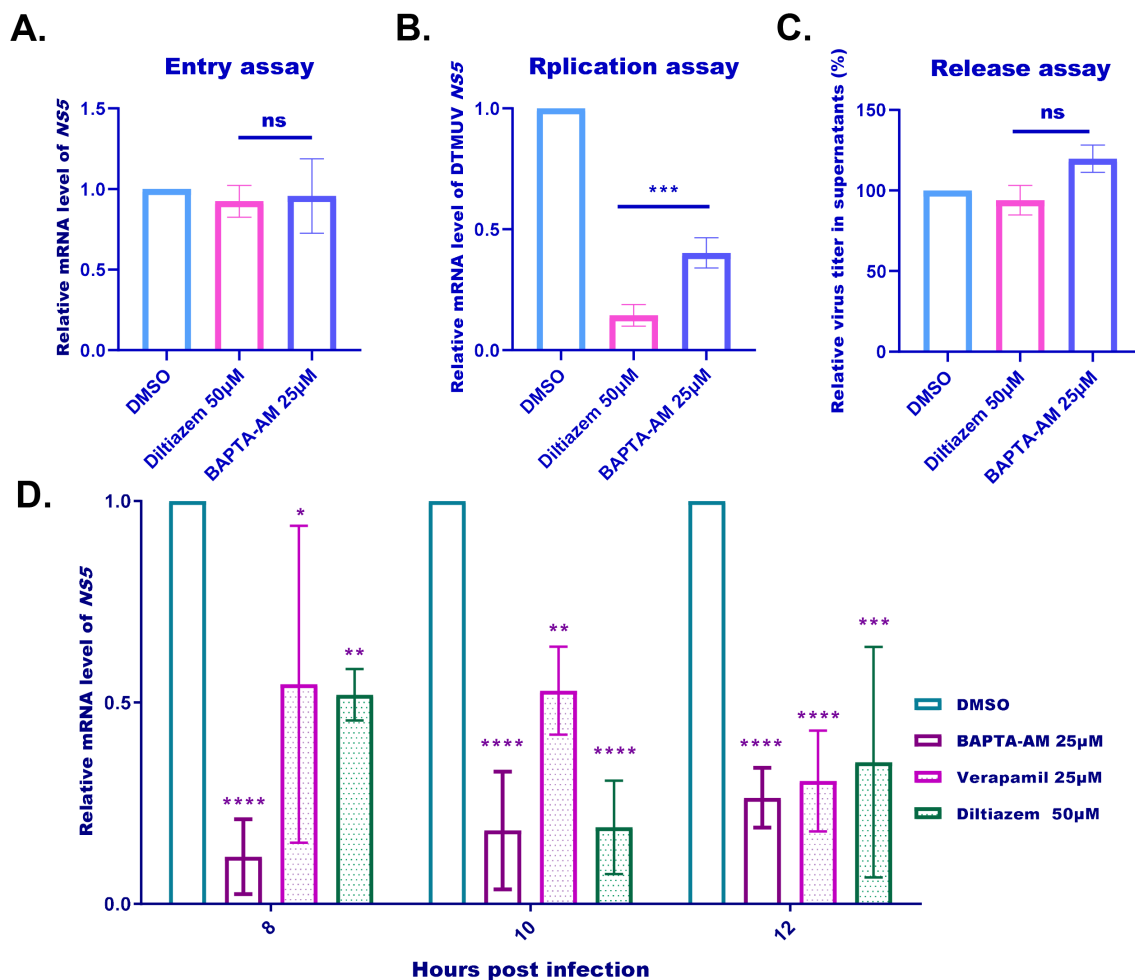 A.
Entry assay
Relative mRNA level of NS5
1.5
1.0
0.5
0.0
ns
DMSO
Diltiazem 50μM
BAPTA-AM 25μM
B.
Rplication assay
Relative mRNA level of DTMUV NS5
1.0
0.5
0.0
***
DMSO
Diltiazem 50μM
BAPTA-AM 25μM
C.
Release assay
Relative virus titer in supernatants (%)
150
100
50
0
ns
DMSO
Diltiazem 50μM
BAPTA-AM 25μM
D.
Relative mRNA level of NS5
1.0
0.5
0.0
****
*
**
****
**
****
****
****
***
8
10
12
Hours post infection
DMSO
BAPTA-AM 25μM
Verapamil 25μM
Diltiazem 50μM